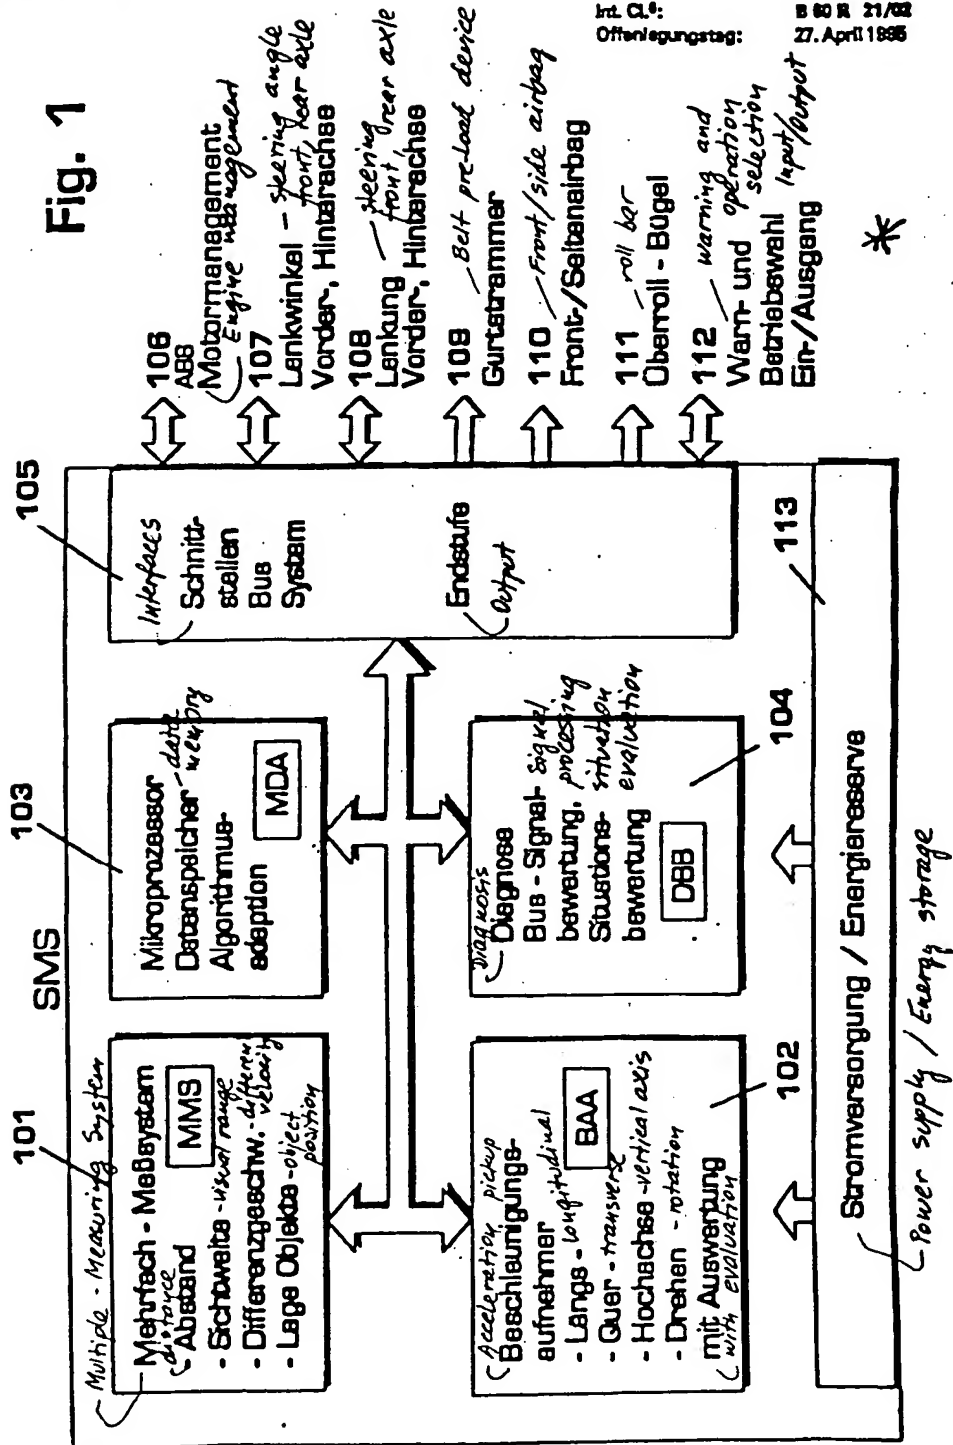 Int. Cl.⁶: B 60 R 21/02
Offenlegungstag: 27. April 1995
Fig. 1
SMS
101
Multiple - Measuring System
Mehrfach - Meßsystem
distance
- Abstand
MMS
- Sichtweite - visual range
- Differenzgeschw. - differen
velocity
- Lage Objekte - object
position
103
Mikroprozessor
Datenspeicher - data
memory
Algorithmus-
adaption
MDA
105
Interfaces
Schnitt-
stellen
Bus
System
Endstufe
Output
102
Acceleration pickup
Beschleunigungs-
aufnehmer
- Längs - longitudinal
BAA
- Quer - transverse
- Hochachse - vertical axis
- Drehen - rotation
mit Auswertung
with evaluation
104
Diagnosis
Diagnose
Bus - Signal- signal
bewertung, processing
Situations- situation
bewertung evaluation
DBB
113
Stromversorgung / Energiereserve
Power supply / Energy storage
106
ABS
Motormanagement
Engine management
107
Lenkwinkel - steering angle
front, rear axle
Vorder-, Hinterachse
108
Lenkung - steering
front, rear axle
Vorder-, Hinterachse
109 - Belt pre-load device
Gurtstrammer
110 - Front/side airbag
Front-/Seitenairbag
111 - roll bar
Überroll - Bügel
112 - warning and
operation
selection
Warn- und
Betriebswahl
Ein-/Ausgang Input/Output
*